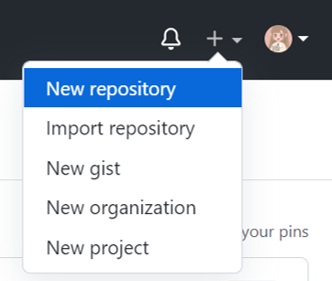 New repository
Import repository
New gist
New organization
New project
your pins